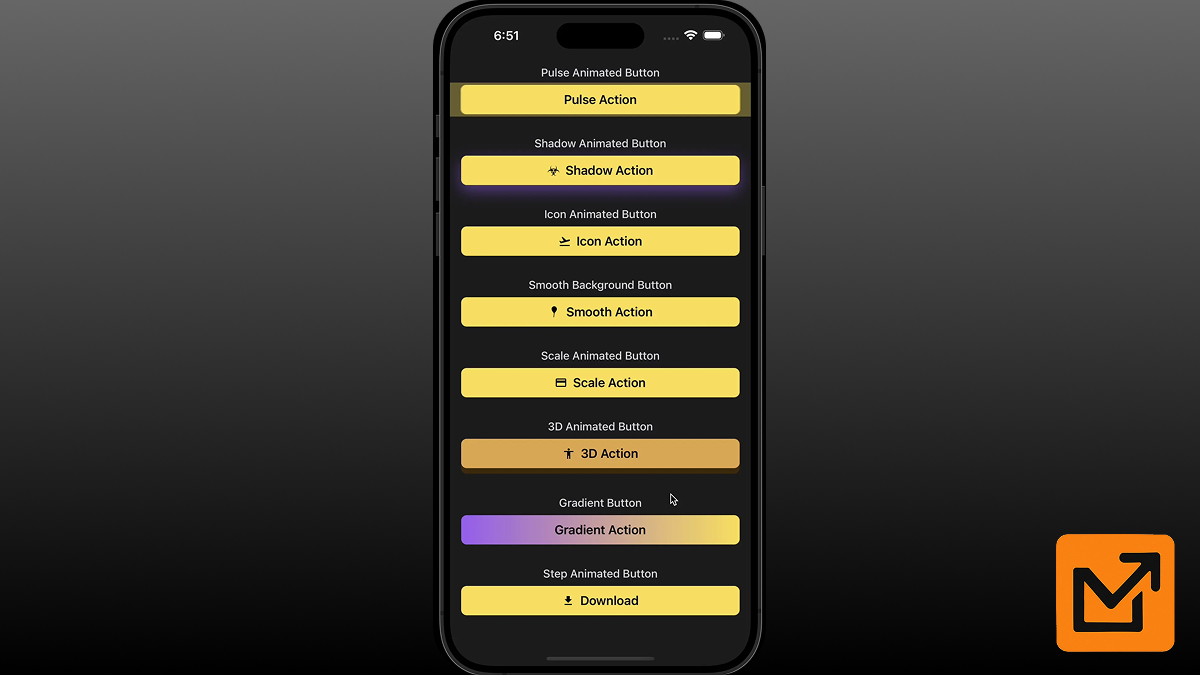 6:51
Pulse Animated Button
Pulse Action
Shadow Animated Button
Shadow Action
Icon Animated Button
Icon Action
Smooth Background Button
Smooth Action
Scale Animated Button
Scale Action
3D Animated Button
3D Action
Gradient Button
Gradient Action
Step Animated Button
Download